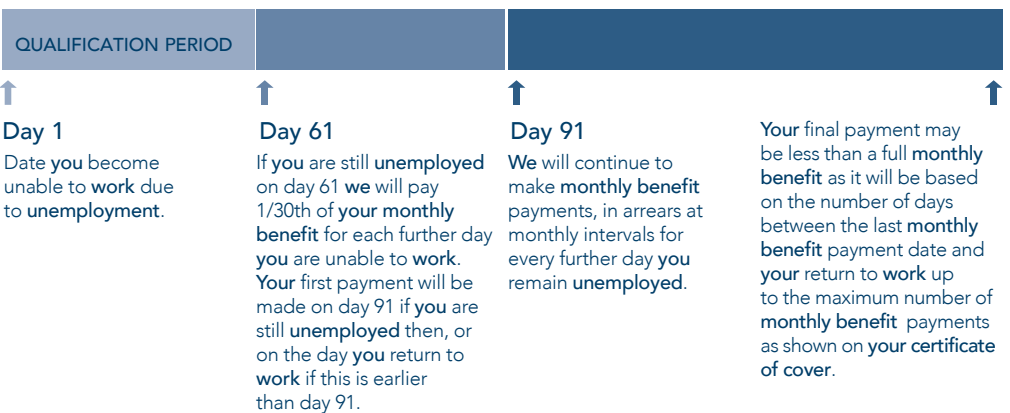 QUALIFICATION PERIOD
Day 1
Date you become
unable to work due
to unemployment.
Day 61
If you are still unemployed
on day 61 we will pay
1/30th of your monthly
benefit for each further day
you are unable to work.
Your first payment will be
made on day 91 if you are
still unemployed then, or
on the day you return to
work if this is earlier
than day 91.
Day 91
We will continue to
make monthly benefit
payments, in arrears at
monthly intervals for
every further day you
remain unemployed.
Your final payment may
be less than a full monthly
benefit as it will be based
on the number of days
between the last monthly
benefit payment date and
your return to work up
to the maximum number of
monthly benefit payments
as shown on your certificate
of cover.